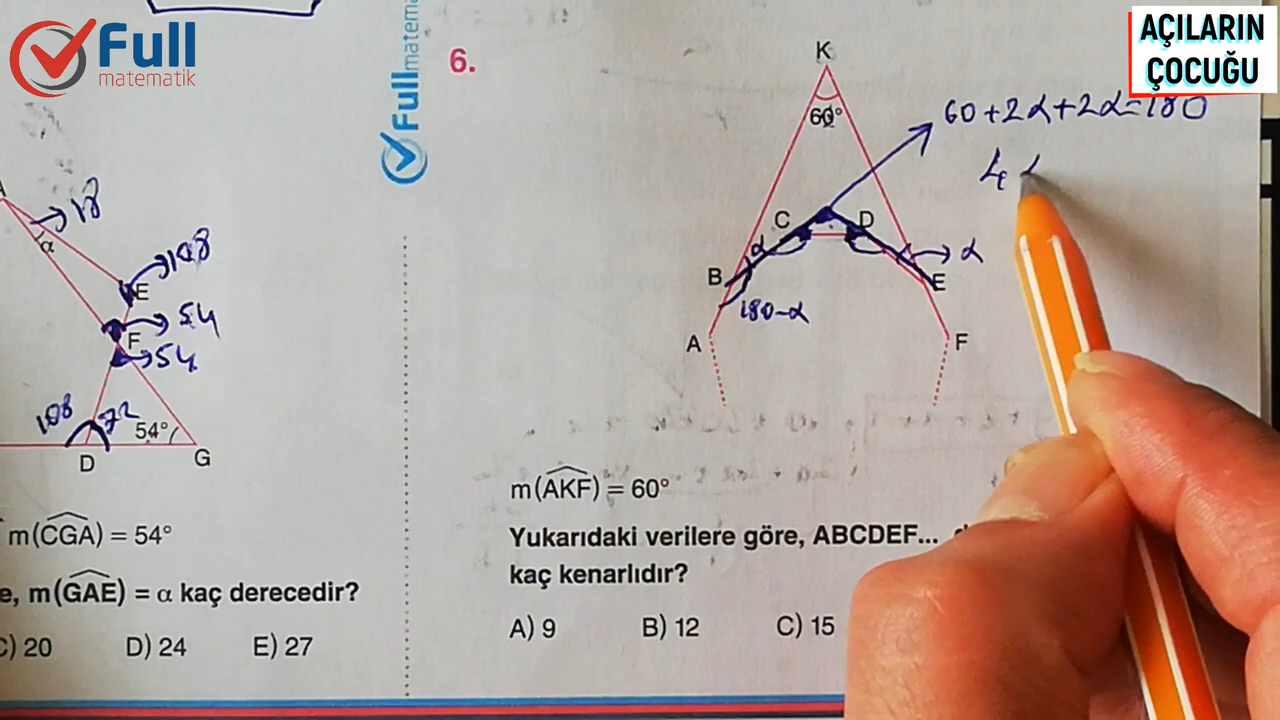 Full
matematik
Fullmatema
AÇILARIN
ÇOCUĞU
18
α
108
E
54
F
54
108
72
54°
D
G
m(CGA) = 54°
e, m(GAE) = α kaç derecedir?
C) 20 D) 24 E) 27
6.
K
60°
60+2α+2α=180
4α
C
D
α
α
B
E
180-α
A
F
m(AKF) = 60°
Yukarıdaki verilere göre, ABCDEF...
kaç kenarlıdır?
A) 9 B) 12 C) 15